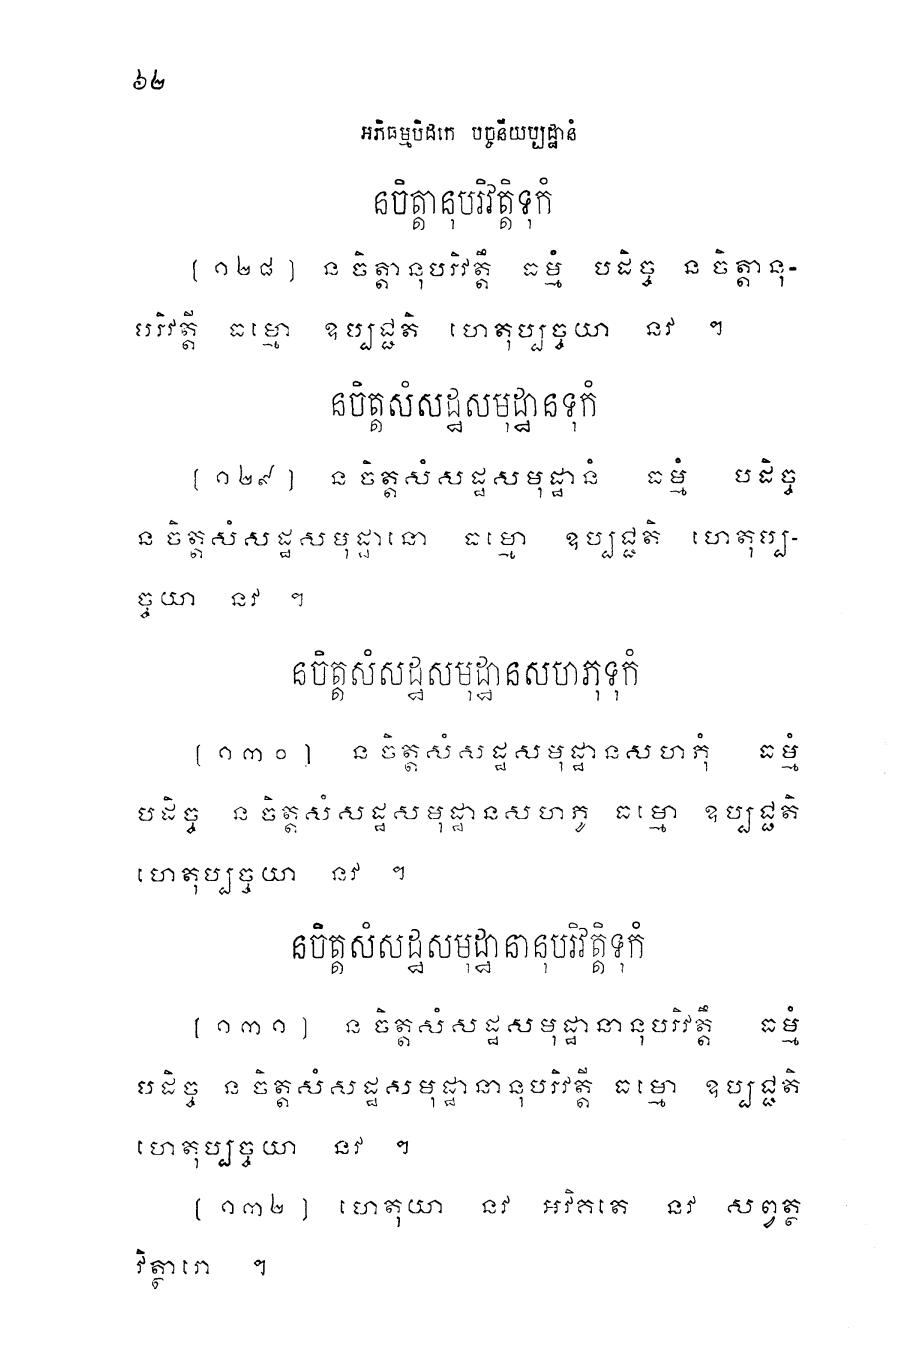 ៦២
អភិធម្មបិដកេ បច្ចនីយប្បដ្ឋានំ
នចិត្តានុបរិវត្តិទុកំ
[១២៨] ន ចិត្តានុបរិវត្តឹ ធម្មំ បដិច្ច ន ចិត្តានុ-
បរិវត្តី ធម្មោ ឧប្បជ្ជតិ ហេតុប្បច្ចយា នវ ។
នចិត្តសំសដ្ឋសមុដ្ឋានទុកំ
[១២៩] ន ចិត្តសំសដ្ឋសមុដ្ឋានំ ធម្មំ បដិច្ច
ន ចិត្តសំសដ្ឋសមុដ្ឋានោ ធម្មោ ឧប្បជ្ជតិ ហេតុប្ប-
ច្ចយា នវ ។
នចិត្តសំសដ្ឋសមុដ្ឋានសហភុទុកំ
[១៣០] ន ចិត្តសំសដ្ឋសមុដ្ឋានសហភុំ ធម្មំ
បដិច្ច ន ចិត្តសំសដ្ឋសមុដ្ឋានសហភូ ធម្មោ ឧប្បជ្ជតិ
ហេតុប្បច្ចយា នវ ។
នចិត្តសំសដ្ឋសមុដ្ឋានានុបរិវត្តិទុកំ
[១៣១] ន ចិត្តសំសដ្ឋសមុដ្ឋានានុបរិវត្តឹ ធម្មំ
បដិច្ច ន ចិត្តសំសដ្ឋសមុដ្ឋានានុបរិវត្តី ធម្មោ ឧប្បជ្ជតិ
ហេតុប្បច្ចយា នវ ។
[១៣២] ហេតុយា នវ អវិគតេ នវ សព្វត្ថ
វិត្ថារោ ។